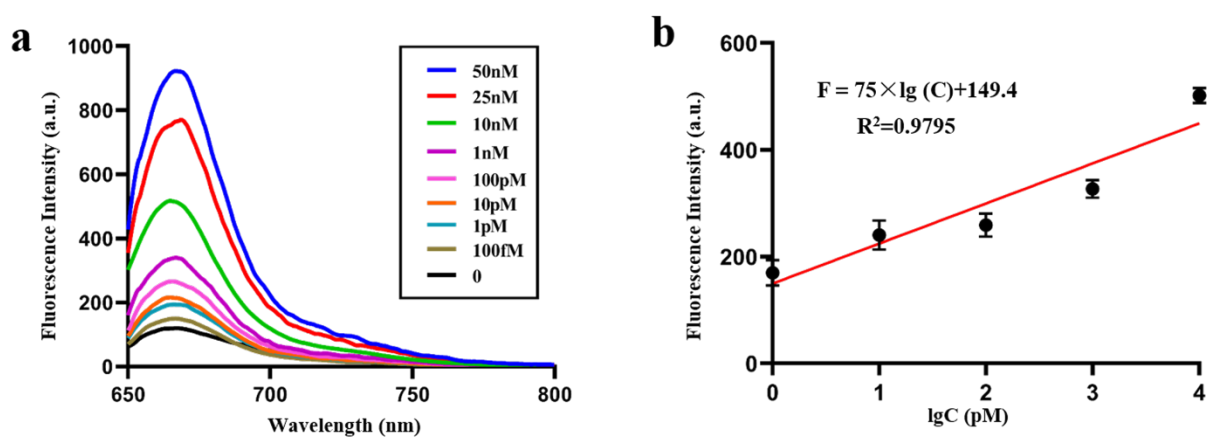 a
1000
800
600
400
200
0
650
700
750
800
Fluorescence Intensity (a.u.)
Wavelength (nm)
50nM
25nM
10nM
1nM
100pM
10pM
1pM
100fM
0
b
600
400
200
0
0
1
2
3
4
Fluorescence Intensity (a.u.)
lgC (pM)
F = 75×lg (C)+149.4
R²=0.9795